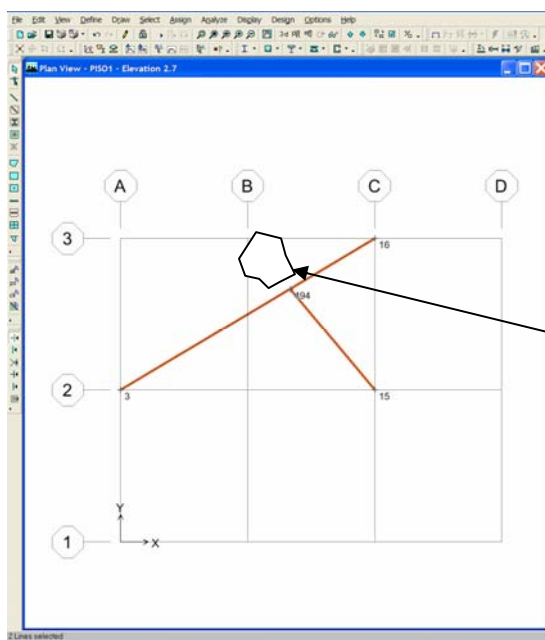 File Edit View Define Draw Select Assign Analyze Display Design Options Help
Plan View - PISO1 - Elevation 2.7
A B C D
3
16
194
2
3
15
Y
1
X
2 Lines selected